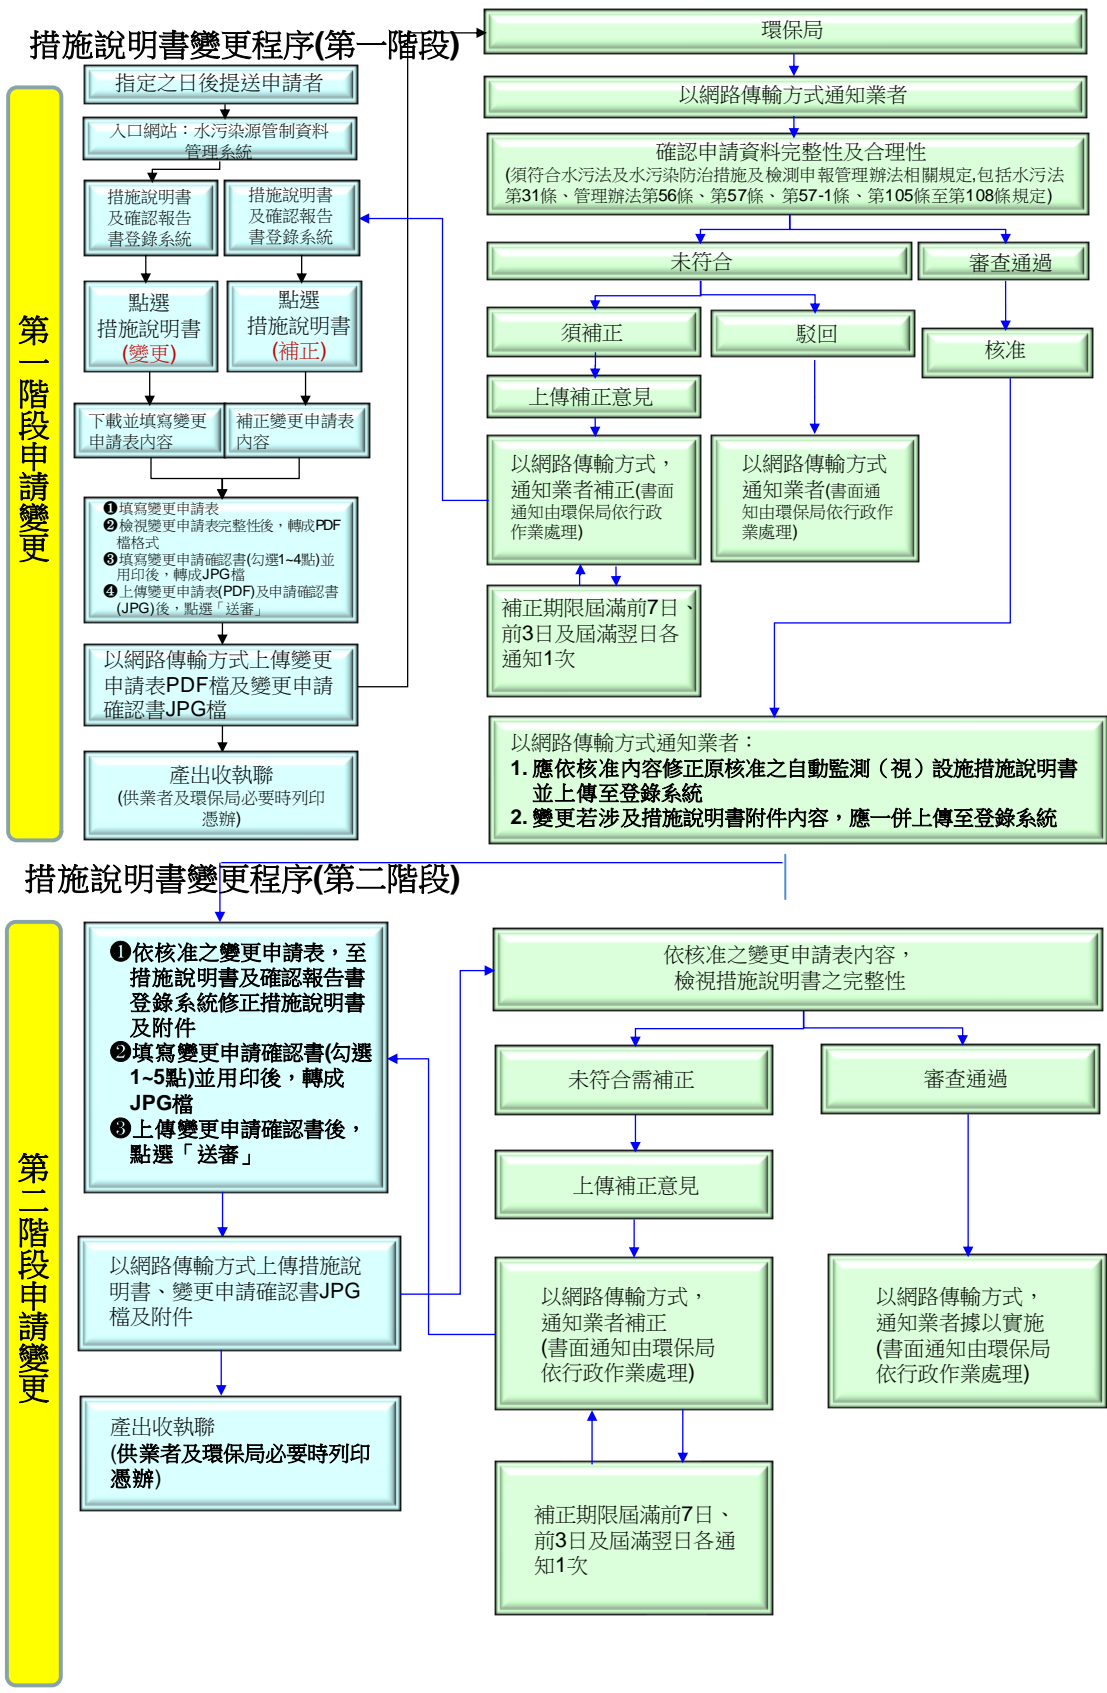 措施說明書變更程序(第一階段)
第一階段申請變更
指定之日後提送申請者
入口網站：水污染源管制資料
管理系統
措施說明書
及確認報告
書登錄系統
措施說明書
及確認報告
書登錄系統
點選
措施說明書
(變更)
點選
措施說明書
(補正)
下載並填寫變更
申請表內容
補正變更申請表
內容
❶填寫變更申請表
❷檢視變更申請表完整性後，轉成PDF
檔格式
❸填寫變更申請確認書(勾選1~4點)並
用印後，轉成JPG檔
❹上傳變更申請表(PDF)及申請確認書
(JPG)後，點選「送審」
以網路傳輸方式上傳變更
申請表PDF檔及變更申請
確認書JPG檔
產出收執聯
(供業者及環保局必要時列印
憑辦)
環保局
以網路傳輸方式通知業者
確認申請資料完整性及合理性
(須符合水污法及水污染防治措施及檢測申報管理辦法相關規定,包括水污法
第31條、管理辦法第56條、第57條、第57-1條、第105條至第108條規定)
未符合
審查通過
須補正
駁回
核准
上傳補正意見
以網路傳輸方式，
通知業者補正(書面
通知由環保局依行政
作業處理)
以網路傳輸方式
通知業者(書面通
知由環保局依行政作
業處理)
補正期限屆滿前7日、
前3日及屆滿翌日各
通知1次
以網路傳輸方式通知業者：
1. 應依核准內容修正原核准之自動監測（視）設施措施說明書
並上傳至登錄系統
2. 變更若涉及措施說明書附件內容，應一併上傳至登錄系統
措施說明書變更程序(第二階段)
第二階段申請變更
❶依核准之變更申請表，至
措施說明書及確認報告書
登錄系統修正措施說明書
及附件
❷填寫變更申請確認書(勾選
1~5點)並用印後，轉成
JPG檔
❸上傳變更申請確認書後，
點選「送審」
以網路傳輸方式上傳措施說
明書、變更申請確認書JPG
檔及附件
產出收執聯
(供業者及環保局必要時列印
憑辦)
依核准之變更申請表內容，
檢視措施說明書之完整性
未符合需補正
審查通過
上傳補正意見
以網路傳輸方式，
通知業者補正
(書面通知由環保局
依行政作業處理)
以網路傳輸方式，
通知業者據以實施
(書面通知由環保局
依行政作業處理)
補正期限屆滿前7日、
前3日及屆滿翌日各通
知1次